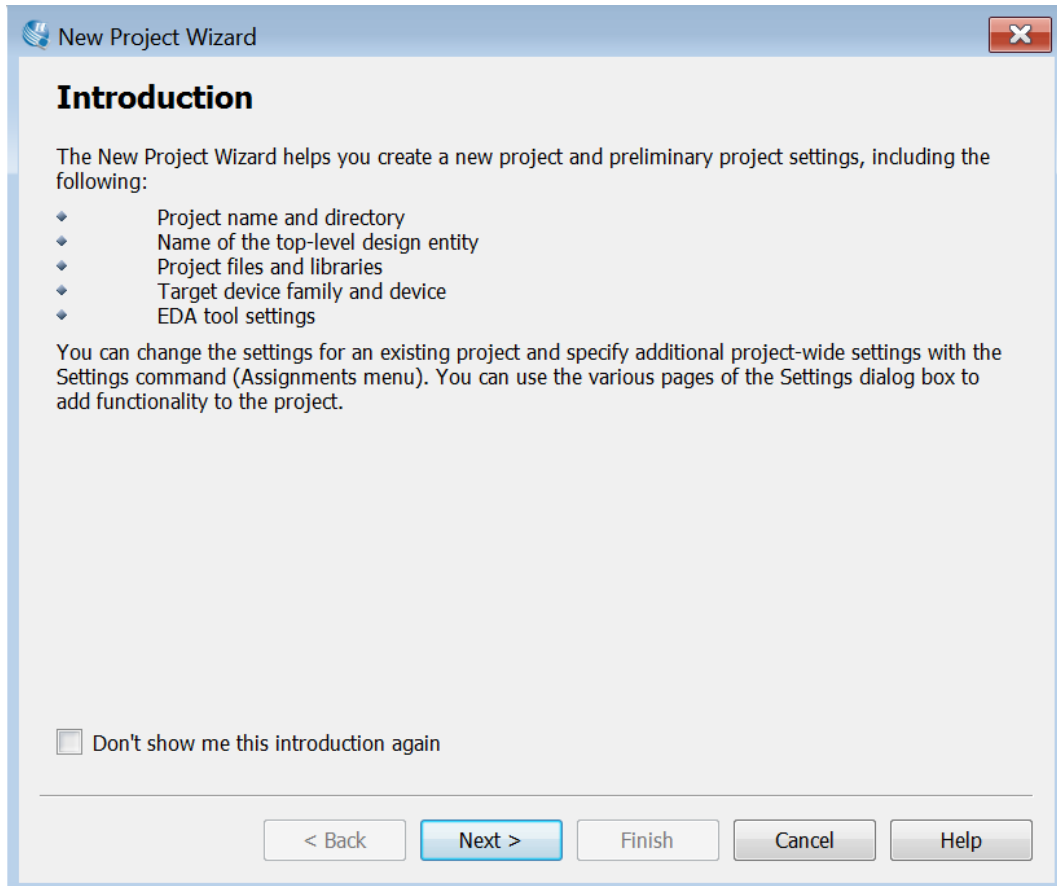 New Project Wizard
Introduction
The New Project Wizard helps you create a new project and preliminary project settings, including the
following:
Project name and directory
Name of the top-level design entity
Project files and libraries
Target device family and device
EDA tool settings
You can change the settings for an existing project and specify additional project-wide settings with the
Settings command (Assignments menu). You can use the various pages of the Settings dialog box to
add functionality to the project.
Don't show me this introduction again
< Back
Next >
Finish
Cancel
Help